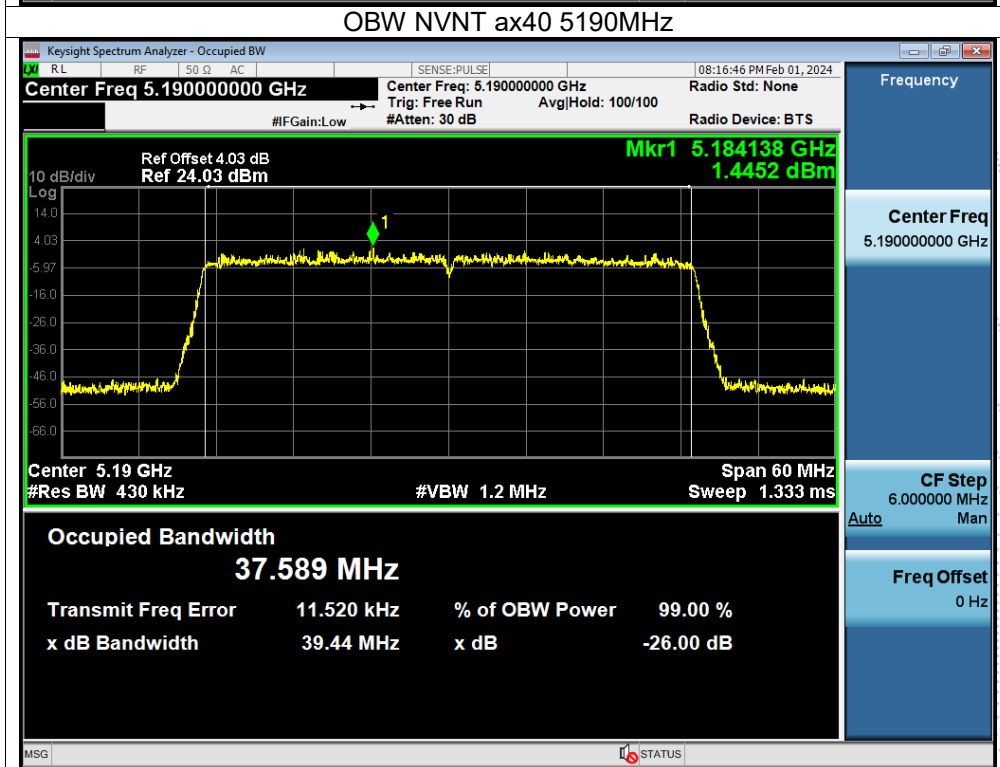 OBW NVNT ax40 5190MHz
Keysight Spectrum Analyzer - Occupied BW
LXI RL RF 50 Ω AC SENSE:PULSE 08:16:46 PM Feb 01, 2024
Center Freq 5.190000000 GHz
#IFGain:Low
Center Freq: 5.190000000 GHz
Trig: Free Run Avg|Hold: 100/100
#Atten: 30 dB
Radio Std: None
Radio Device: BTS
Frequency
Mkr1 5.184138 GHz
1.4452 dBm
Ref Offset 4.03 dB
10 dB/div Ref 24.03 dBm
Log
14.0
4.03
-5.97
-16.0
-26.0
-36.0
-46.0
-56.0
-66.0
1
Center 5.19 GHz Span 60 MHz
#Res BW 430 kHz #VBW 1.2 MHz Sweep 1.333 ms
Center Freq
5.190000000 GHz
CF Step
6.000000 MHz
Auto Man
Freq Offset
0 Hz
Occupied Bandwidth
37.589 MHz
Transmit Freq Error 11.520 kHz % of OBW Power 99.00 %
x dB Bandwidth 39.44 MHz x dB -26.00 dB
MSG STATUS